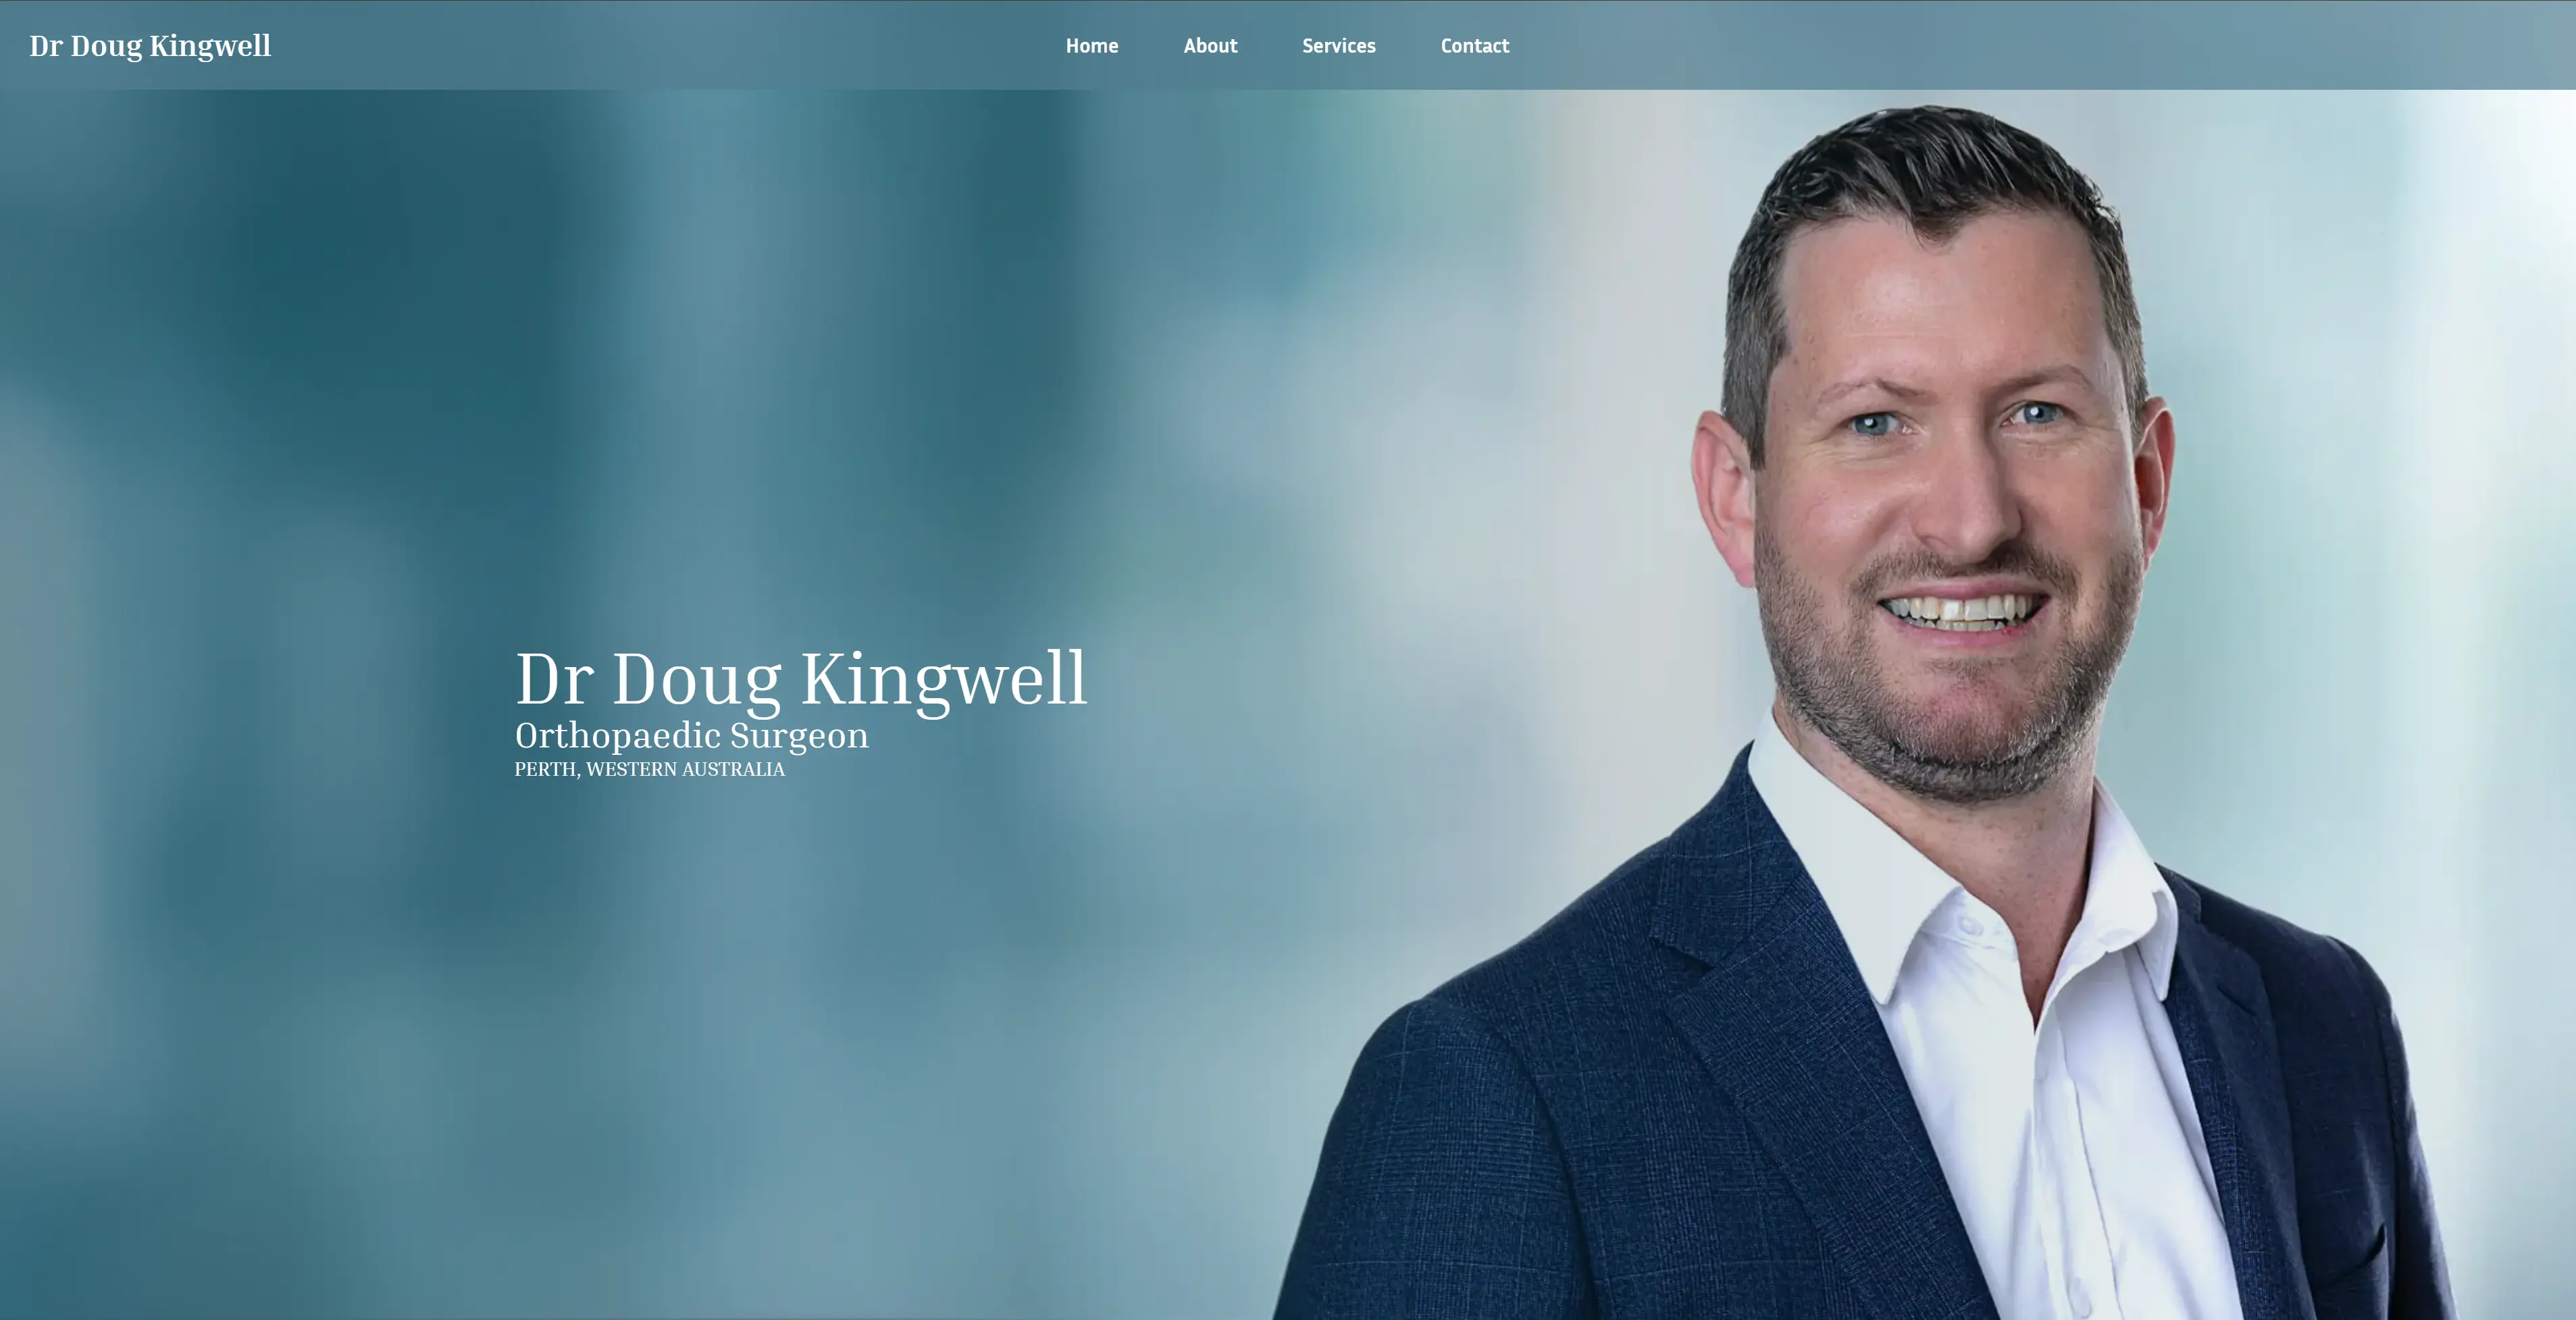 Dr Doug Kingwell
Home About Services Contact
Dr Doug Kingwell
Orthopaedic Surgeon
PERTH, WESTERN AUSTRALIA